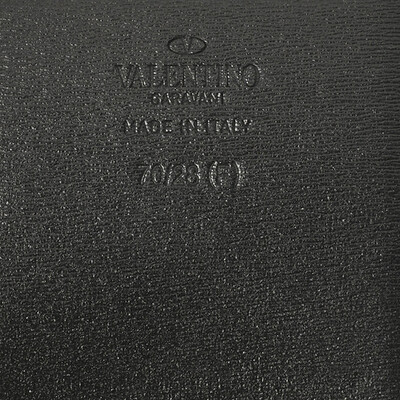 VALENTINO
GARAVANI
MADE IN ITALY
70/28 (F)